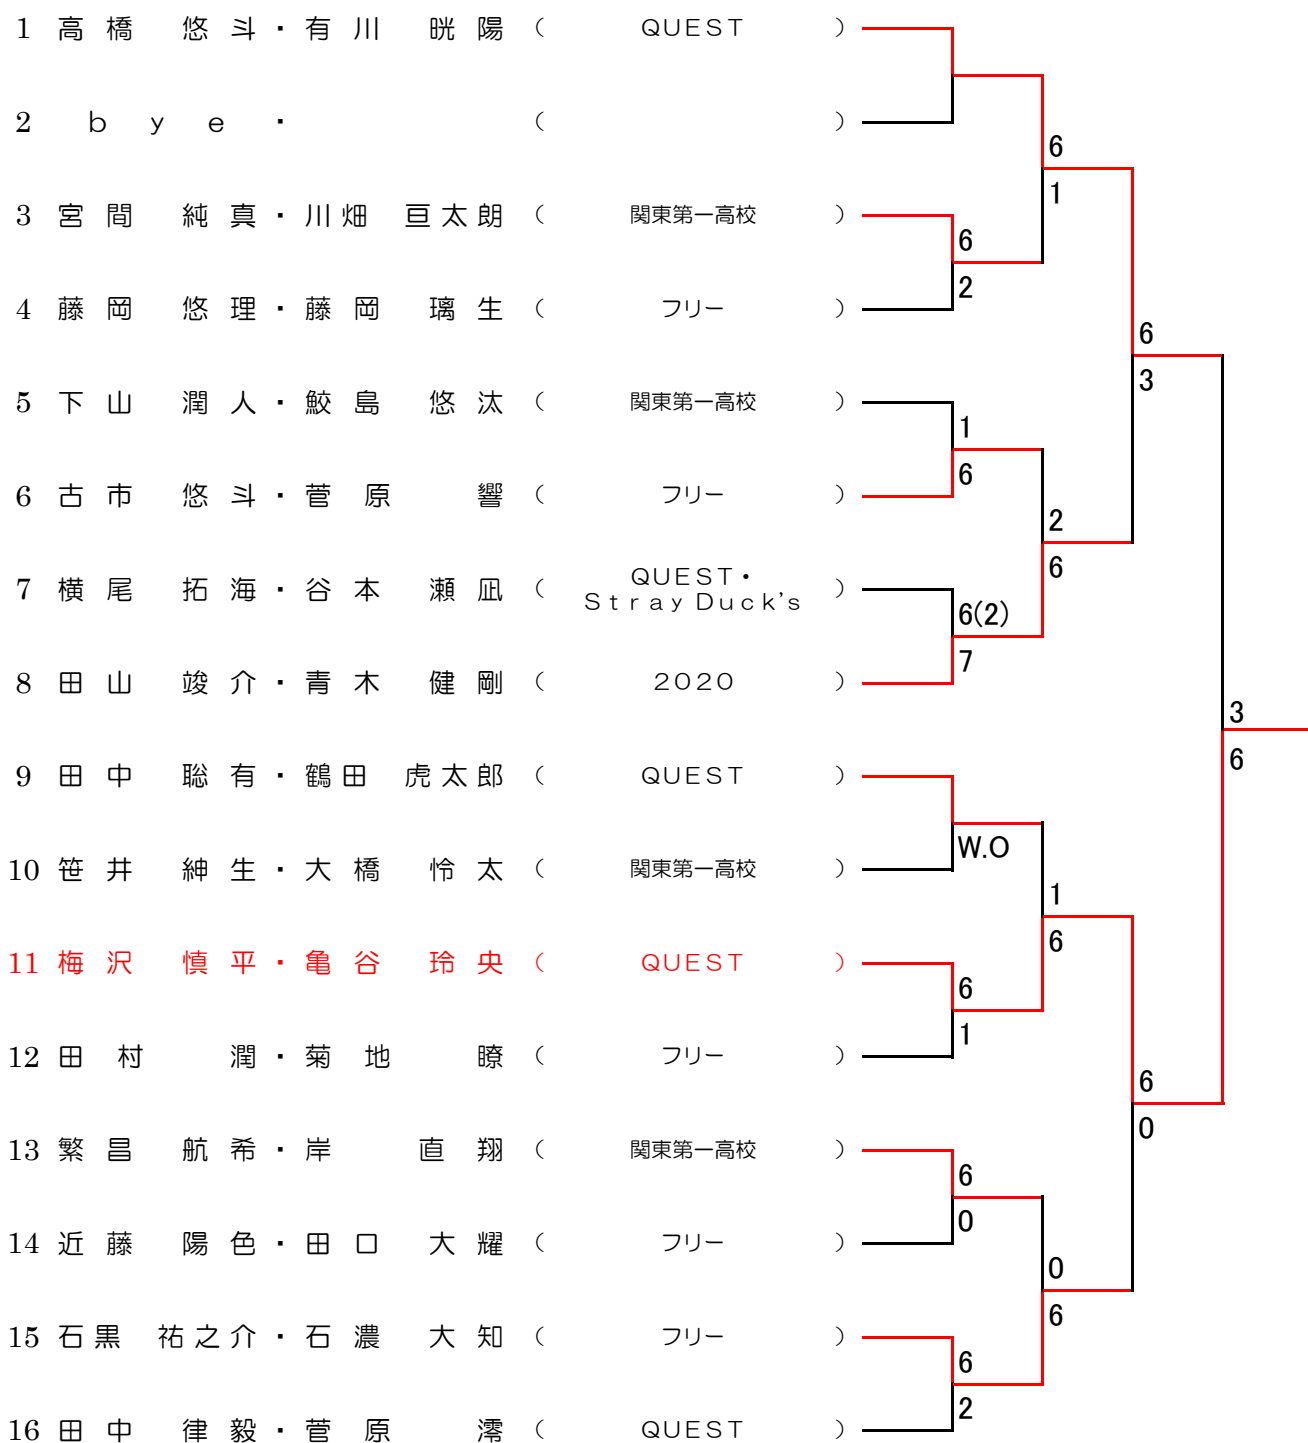 1 高橋 悠斗・有川 晄陽 ( QUEST )
2 bye・ ( )
6
1
3 宮間 純真・川畑 亘太朗 ( 関東第一高校 )
6
2
4 藤岡 悠理・藤岡 璃生 ( フリー )
6
3
5 下山 潤人・鮫島 悠汰 ( 関東第一高校 )
1
6
6 古市 悠斗・菅原 響 ( フリー )
2
6
7 横尾 拓海・谷本 瀬凪 ( QUEST・
Stray Duck's )
6(2)
7
8 田山 竣介・青木 健剛 ( 2020 )
3
6
9 田中 聡有・鶴田 虎太郎 ( QUEST )
W.O
10 笹井 紳生・大橋 怜太 ( 関東第一高校 )
1
6
11 梅沢 慎平・亀谷 玲央 ( QUEST )
6
1
12 田村 潤・菊地 瞭 ( フリー )
6
0
13 繁昌 航希・岸 直翔 ( 関東第一高校 )
6
0
14 近藤 陽色・田口 大耀 ( フリー )
0
6
15 石黒 祐之介・石濃 大知 ( フリー )
6
2
16 田中 律毅・菅原 澪 ( QUEST )